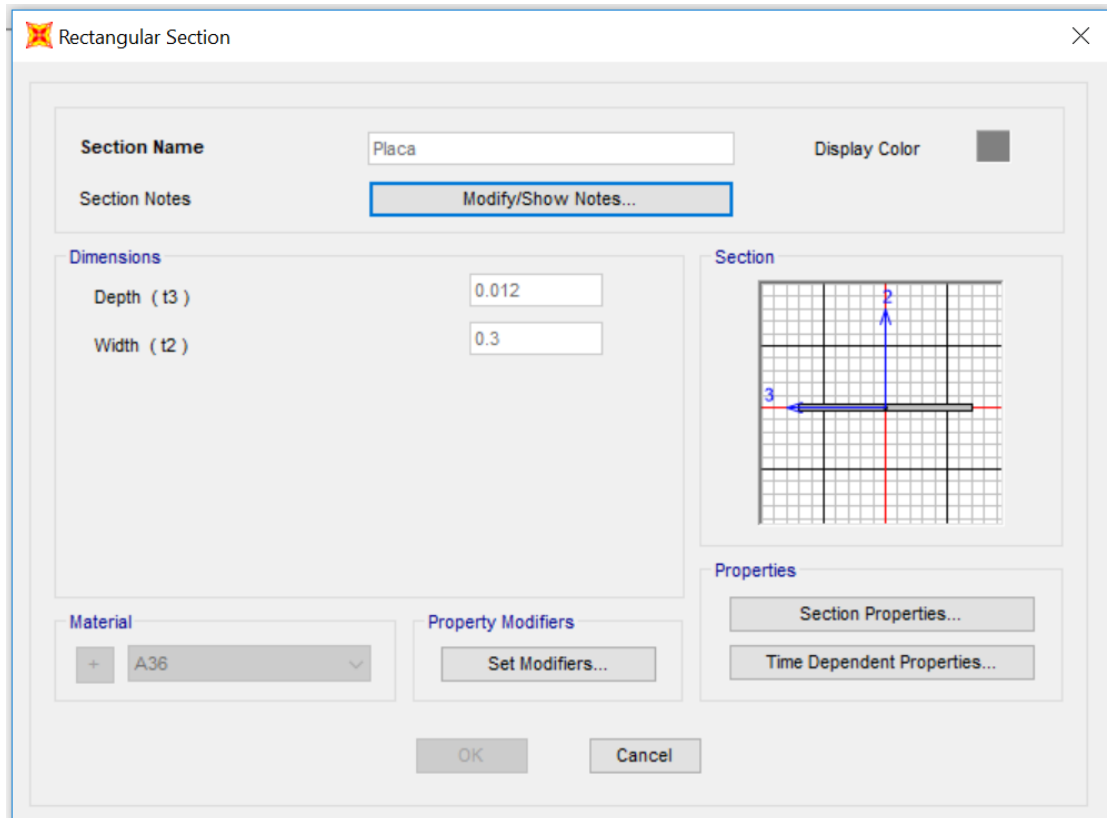 Rectangular Section
Section Name
Placa
Display Color
Section Notes
Modify/Show Notes...
Dimensions
Depth ( t3 )
0.012
Width ( t2 )
0.3
Section
2
3
Properties
Section Properties...
Time Dependent Properties...
Material
+
A36
Property Modifiers
Set Modifiers...
OK
Cancel